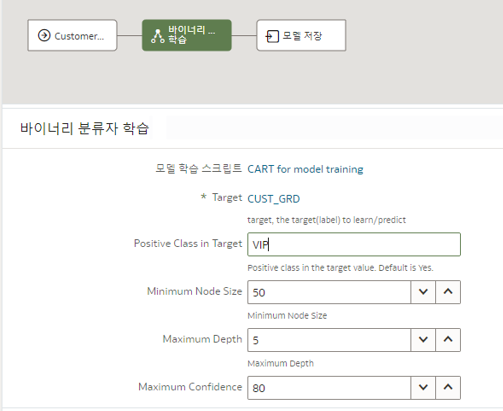 Customer...
바이너리 ...
학습
모델 저장
바이너리 분류자 학습
모델 학습 스크립트 CART for model training
* Target CUST_GRD
target, the target(label) to learn/predict
Positive Class in Target VIP
Positive class in the target value. Default is Yes.
Minimum Node Size 50
Minimum Node Size
Maximum Depth 5
Maximum Depth
Maximum Confidence 80